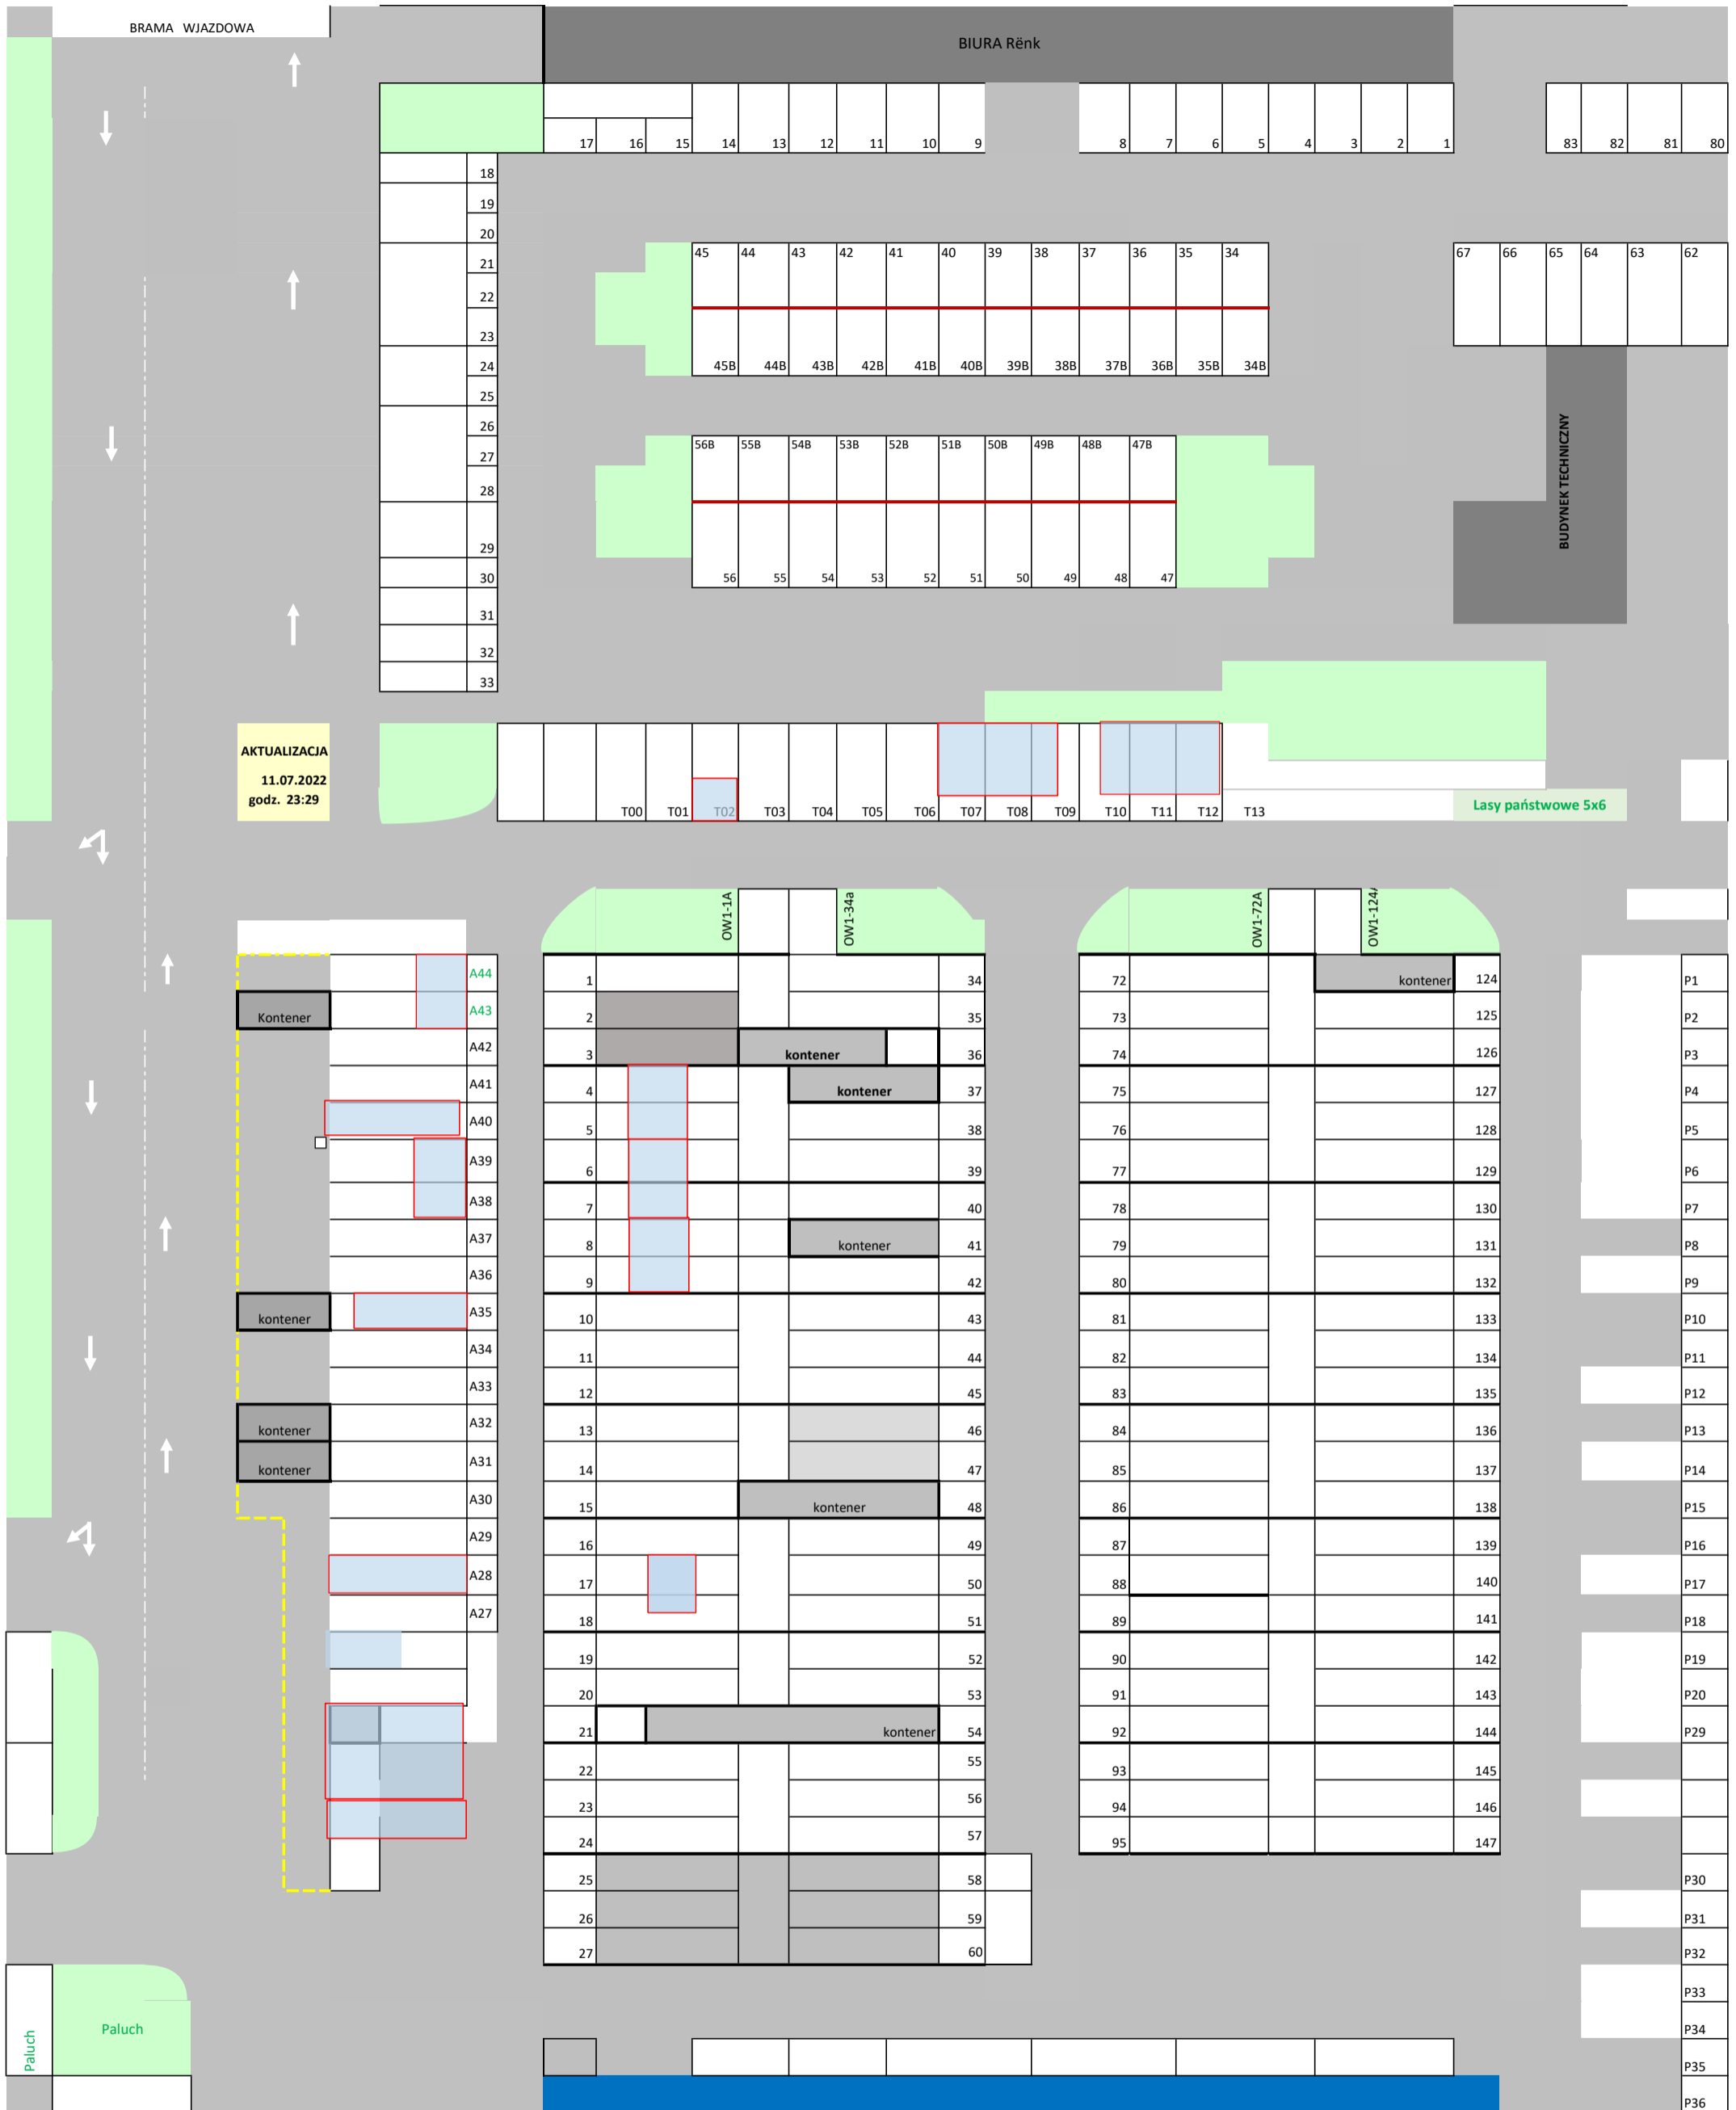 BRAMA WJAZDOWA
BIURA Rënk
17 16 15 14 13 12 11 10 9 8 7 6 5 4 3 2 1 83 82 81 80
18
19
20
21
22
23
24
25
26
27
28
29
30
31
32
33
45 44 43 42 41 40 39 38 37 36 35 34
67 66 65 64 63 62
45B 44B 43B 42B 41B 40B 39B 38B 37B 36B 35B 34B
56B 55B 54B 53B 52B 51B 50B 49B 48B 47B
56 55 54 53 52 51 50 49 48 47
BUDYNEK TECHNICZNY
AKTUALIZACJA
11.07.2022
godz. 23:29
T00 T01 T02 T03 T04 T05 T06 T07 T08 T09 T10 T11 T12 T13
Lasy państwowe 5x6
OW1-1A
OW1-34a
OW1-72A
OW1-124A
A44
A43
A42
A41
A40
A39
A38
A37
A36
A35
A34
A33
A32
A31
A30
A29
A28
A27
Kontener
kontener
kontener
kontener
1
2
3
4
5
6
7
8
9
10
11
12
13
14
15
16
17
18
19
20
21
22
23
24
25
26
27
kontener
kontener
kontener
kontener
kontener
34
35
36
37
38
39
40
41
42
43
44
45
46
47
48
49
50
51
52
53
54
55
56
57
58
59
60
72
73
74
75
76
77
78
79
80
81
82
83
84
85
86
87
88
89
90
91
92
93
94
95
kontener
124
125
126
127
128
129
130
131
132
133
134
135
136
137
138
139
140
141
142
143
144
145
146
147
P1
P2
P3
P4
P5
P6
P7
P8
P9
P10
P11
P12
P13
P14
P15
P16
P17
P18
P19
P20
P29
P30
P31
P32
P33
P34
P35
P36
Paluch
Paluch